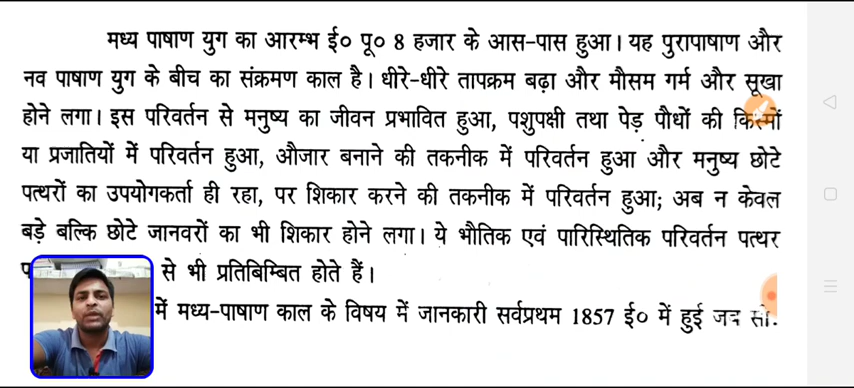 मध्य पाषाण युग का आरम्भ ई० पू० 8 हजार के आस-पास हुआ। यह पुरापाषाण और
नव पाषाण युग के बीच का संक्रमण काल है। धीरे-धीरे तापक्रम बढ़ा और मौसम गर्म और सूखा
होने लगा। इस परिवर्तन से मनुष्य का जीवन प्रभावित हुआ, पशुपक्षी तथा पेड़ पौधों की किस्मों
या प्रजातियों में परिवर्तन हुआ, औजार बनाने की तकनीक में परिवर्तन हुआ और मनुष्य छोटे
पत्थरों का उपयोगकर्ता ही रहा, पर शिकार करने की तकनीक में परिवर्तन हुआ; अब न केवल
बड़े बल्कि छोटे जानवरों का भी शिकार होने लगा। ये भौतिक एवं पारिस्थितिक परिवर्तन पत्थर
से भी प्रतिबिम्बित होते हैं।
में मध्य-पाषाण काल के विषय में जानकारी सर्वप्रथम 1857 ई० में हुई जब सी.